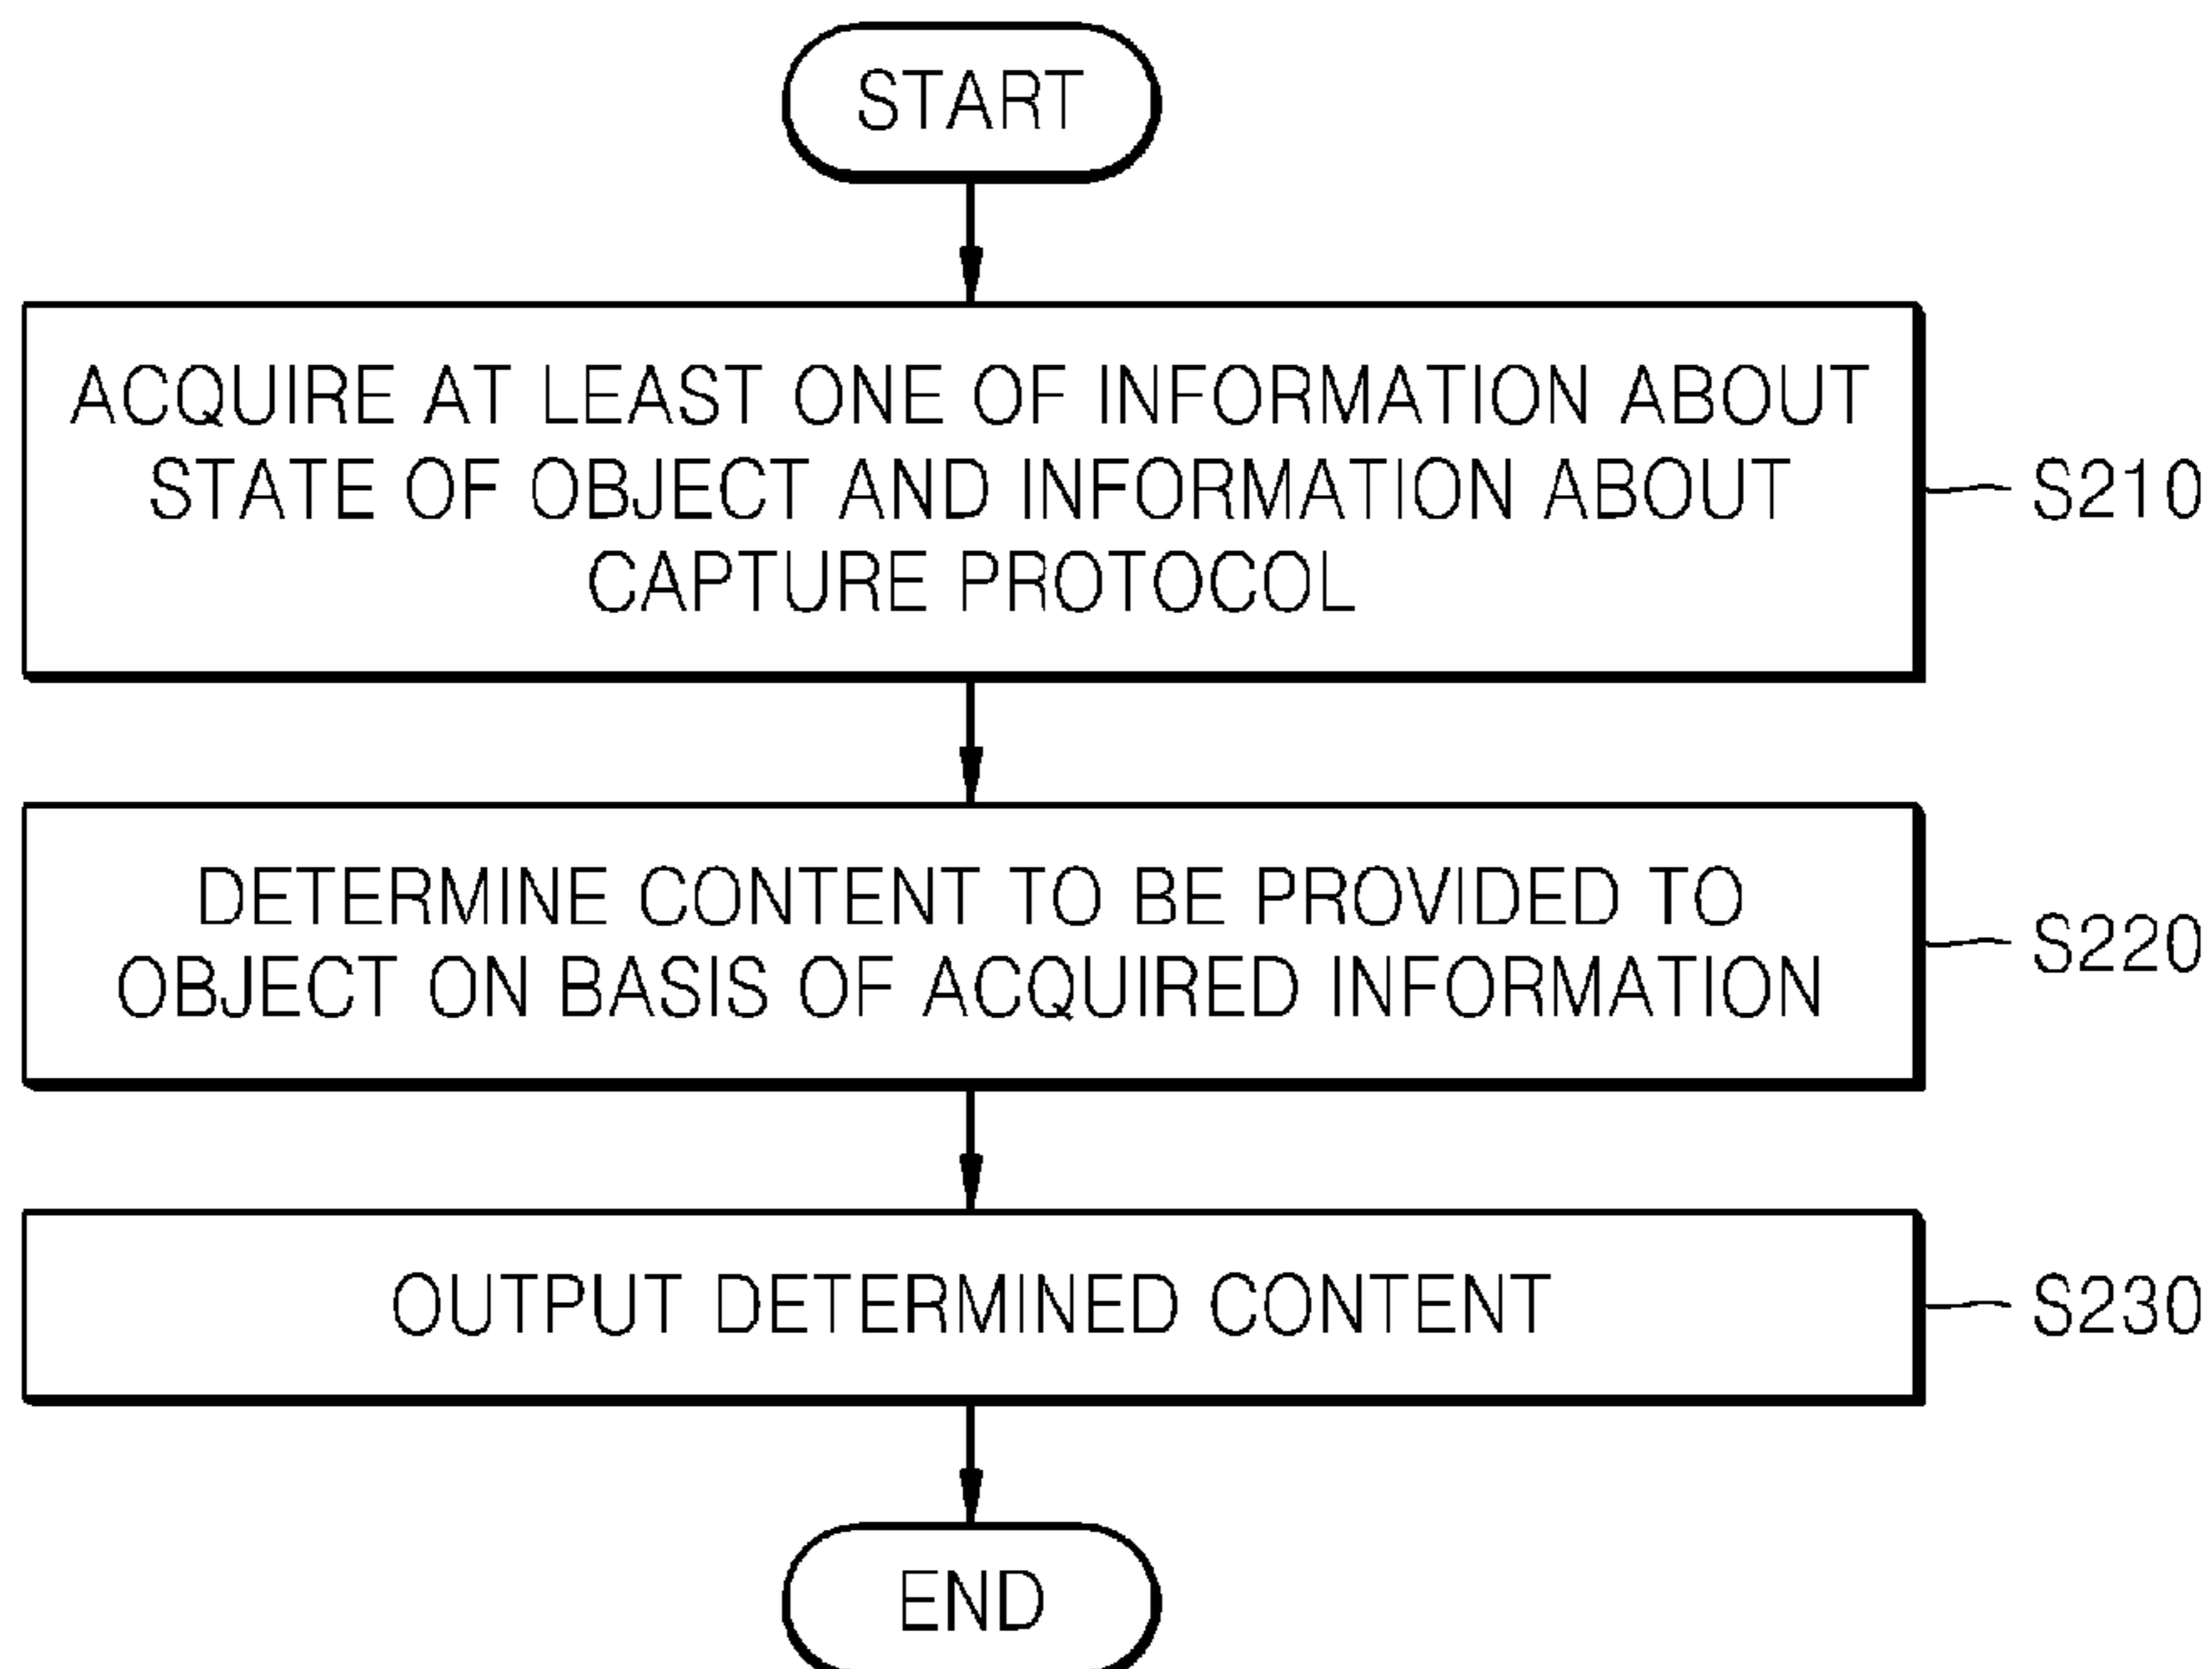 START
ACQUIRE AT LEAST ONE OF INFORMATION ABOUT
STATE OF OBJECT AND INFORMATION ABOUT
CAPTURE PROTOCOL
S210
DETERMINE CONTENT TO BE PROVIDED TO
OBJECT ON BASIS OF ACQUIRED INFORMATION
S220
OUTPUT DETERMINED CONTENT
S230
END